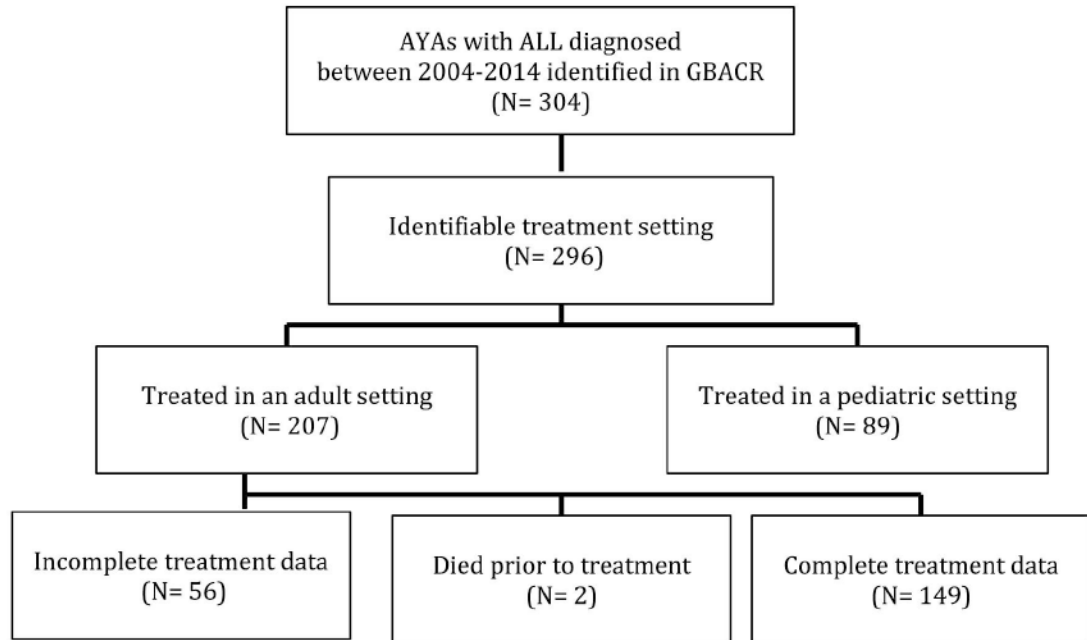 AYAs with ALL diagnosed
between 2004-2014 identified in GBACR
(N= 304)
Identifiable treatment setting
(N= 296)
Treated in an adult setting
(N= 207)
Treated in a pediatric setting
(N= 89)
Incomplete treatment data
(N= 56)
Died prior to treatment
(N= 2)
Complete treatment data
(N= 149)